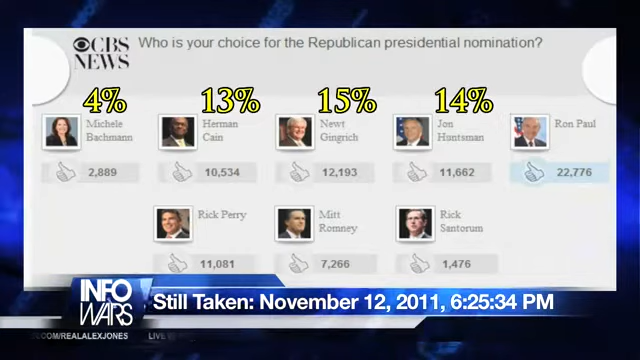 CBS NEWS
Who is your choice for the Republican presidential nomination?
4% 13% 15% 14%
Michele Bachmann
Herman Cain
Newt Gingrich
Jon Huntsman
Ron Paul
2,889 10,534 12,193 11,662 22,776
Rick Perry
Mitt Romney
Rick Santorum
11,081 7,266 1,476
INFO WARS
Still Taken: November 12, 2011, 6:25:34 PM
.COM/REALALEXJONES LIVE